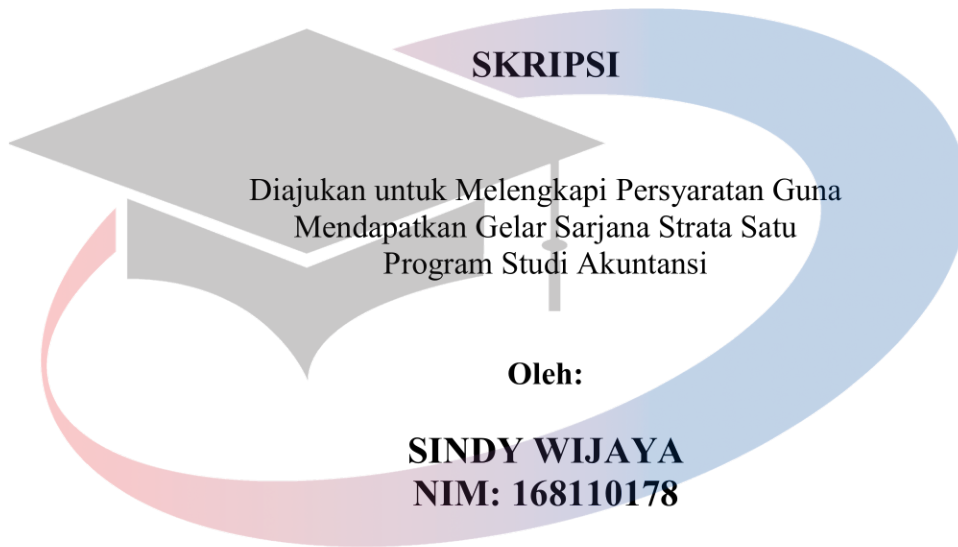 SKRIPSI
Diajukan untuk Melengkapi Persyaratan Guna
Mendapatkan Gelar Sarjana Strata Satu
Program Studi Akuntansi
Oleh:
SINDY WIJAYA
NIM: 168110178